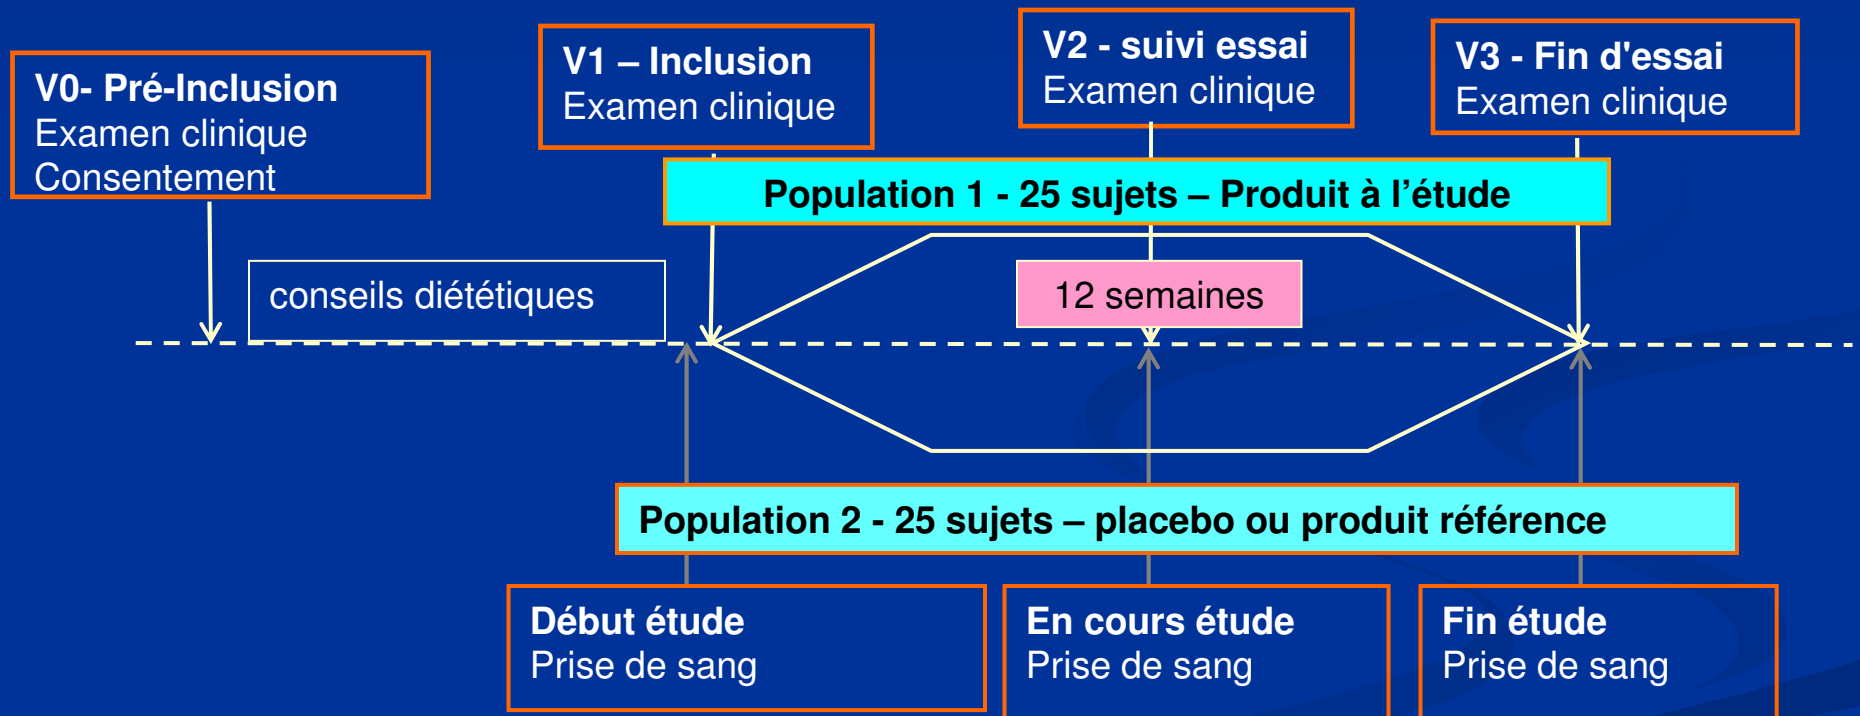 V0- Pré-Inclusion
Examen clinique
Consentement
V1 – Inclusion
Examen clinique
V2 - suivi essai
Examen clinique
V3 - Fin d'essai
Examen clinique
Population 1 - 25 sujets – Produit à l’étude
conseils diététiques
12 semaines
Population 2 - 25 sujets – placebo ou produit référence
Début étude
Prise de sang
En cours étude
Prise de sang
Fin étude
Prise de sang